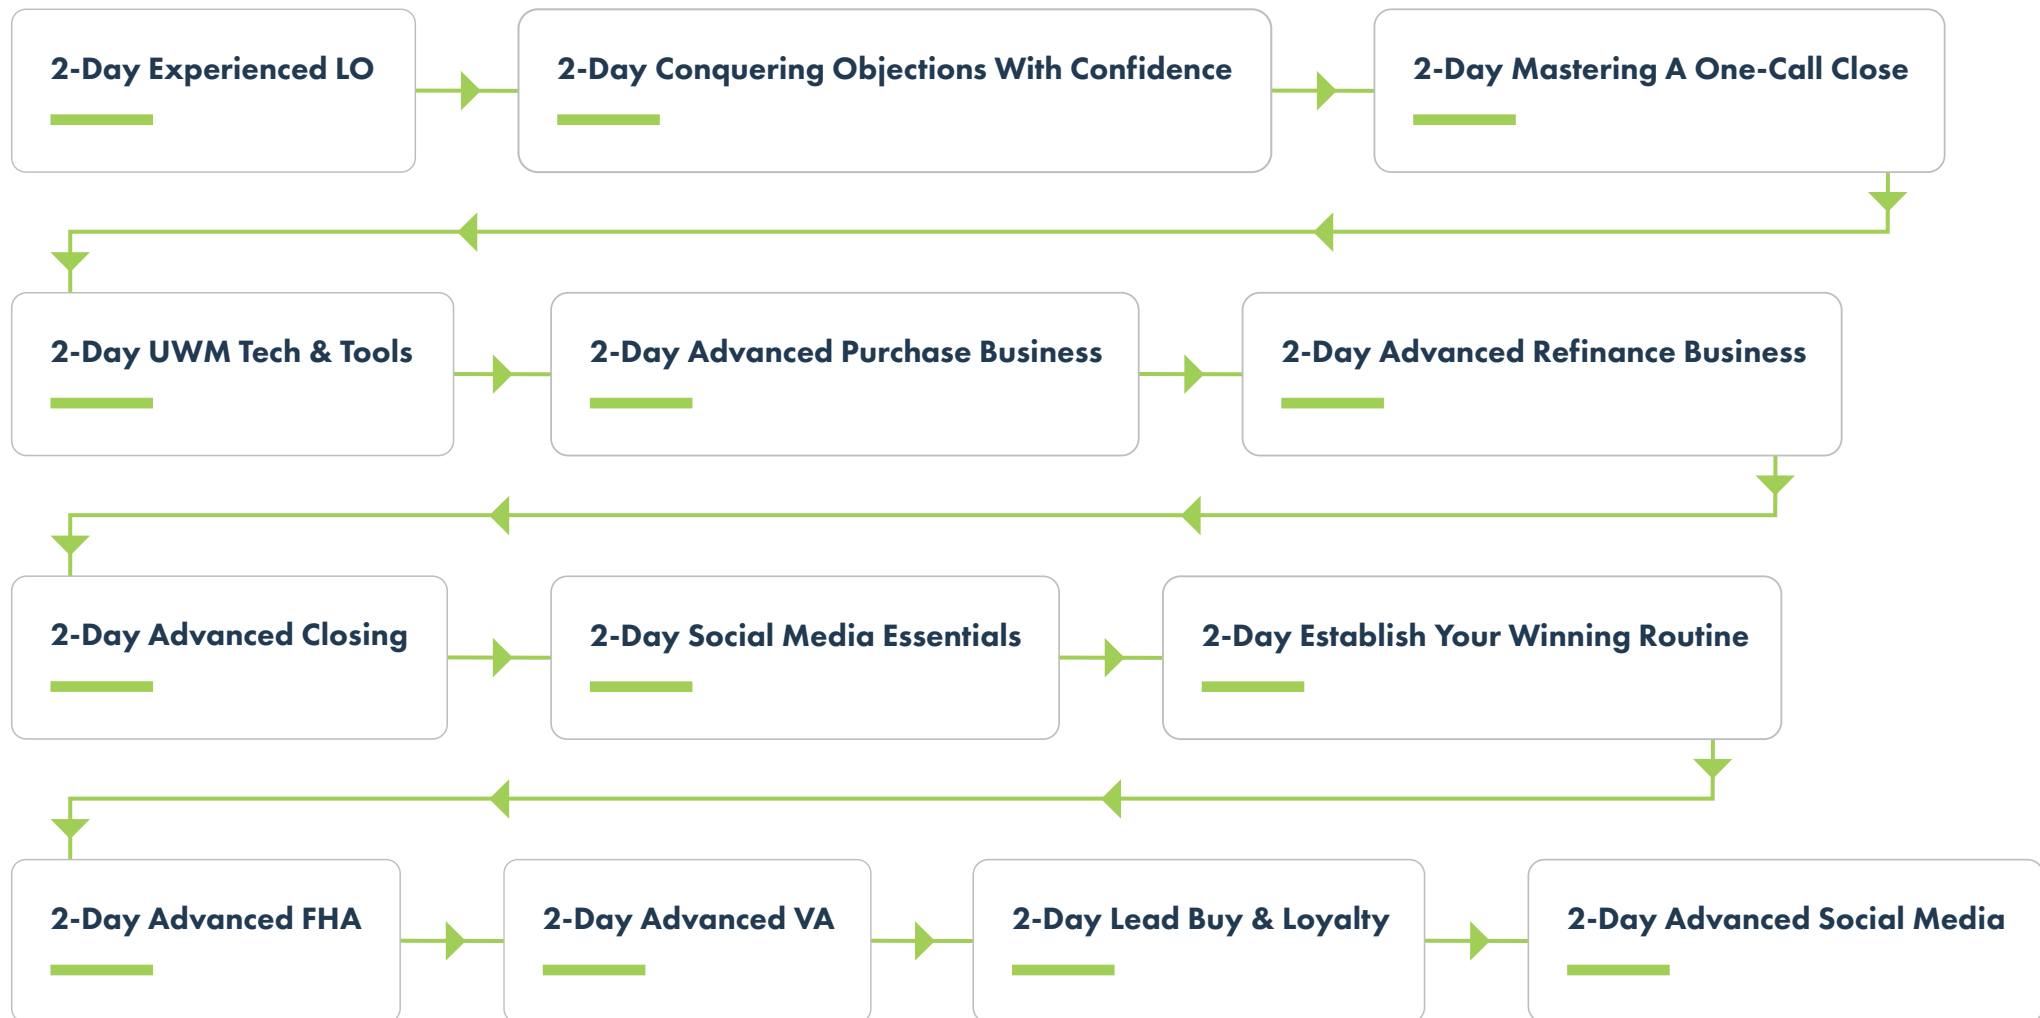 2-Day Experienced LO
2-Day Conquering Objections With Confidence
2-Day Mastering A One-Call Close
2-Day UWM Tech & Tools
2-Day Advanced Purchase Business
2-Day Advanced Refinance Business
2-Day Advanced Closing
2-Day Social Media Essentials
2-Day Establish Your Winning Routine
2-Day Advanced FHA
2-Day Advanced VA
2-Day Lead Buy & Loyalty
2-Day Advanced Social Media